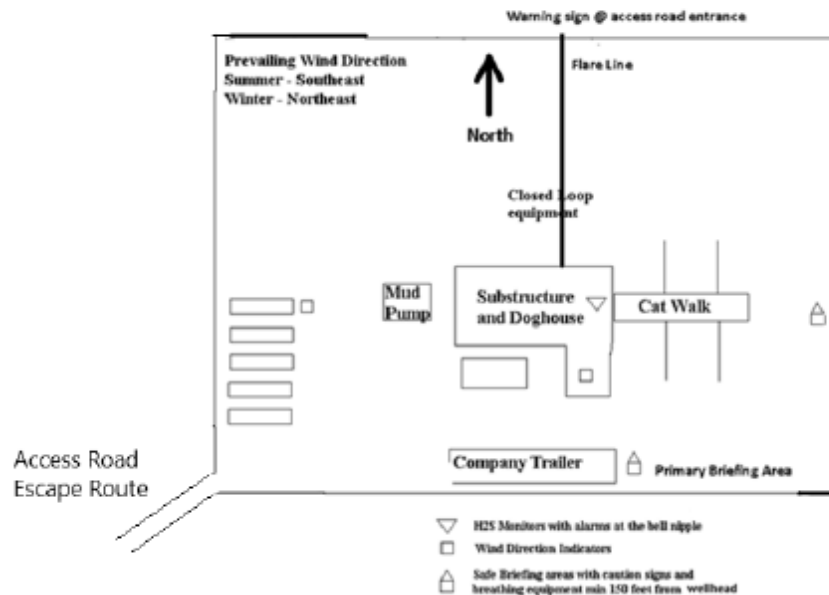 Warning sign @ access road entrance
Prevailing Wind Direction
Summer - Southeast
Winter - Northeast
Flare Line
North
Closed Loop
equipment
Mud
Pump
Substructure
and Doghouse
Cat Walk
Access Road
Escape Route
Company Trailer
Primary Briefing Area
H2S Monitors with alarms at the bell nipple
Wind Direction Indicators
Safe Briefing areas with caution signs and
breathing equipment min 150 feet from wellhead